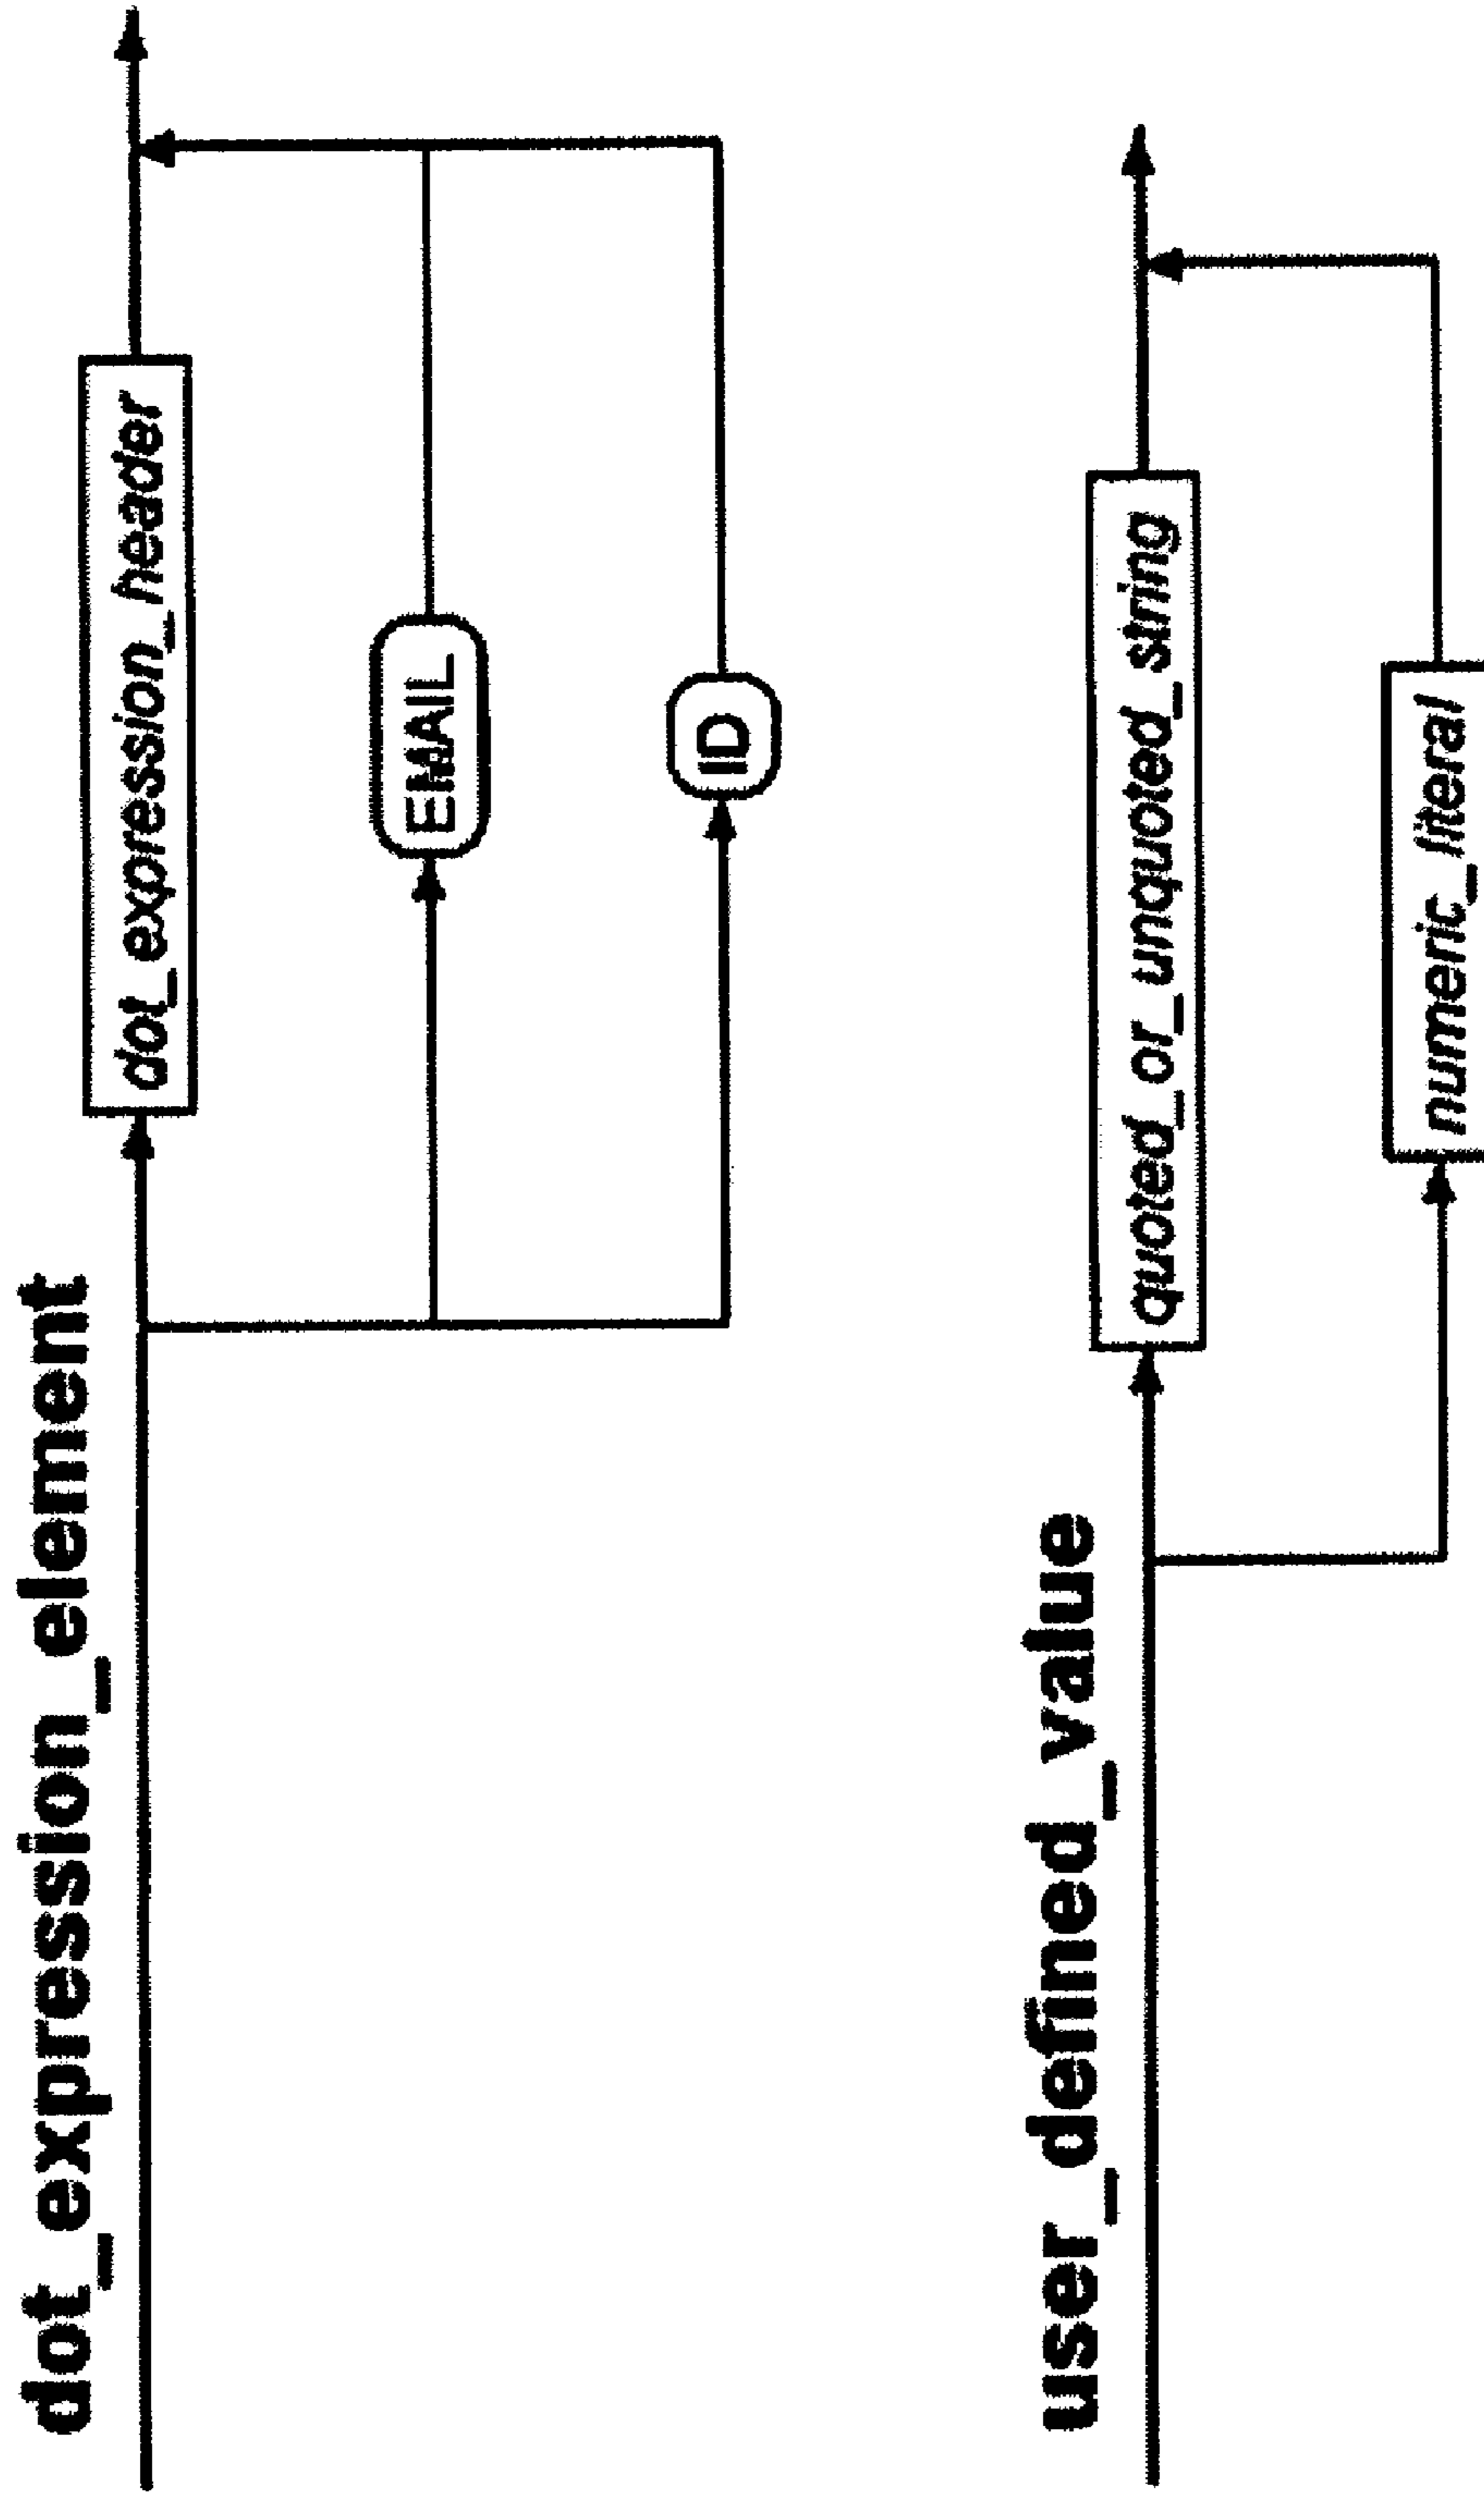 dot_expression_element
dot_expression_header
EMAIL
ID
user_defined_value
quoted_or_unquoted_string
numeric_literal